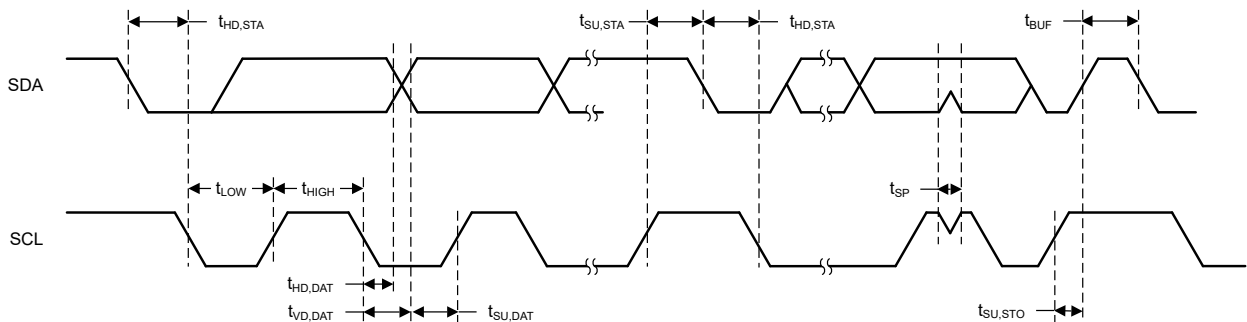 tHD,STA
tSU,STA
tHD,STA
tBUF
SDA
tLOW
tHIGH
tSP
SCL
tHD,DAT
tVD,DAT
tSU,DAT
tSU,STO